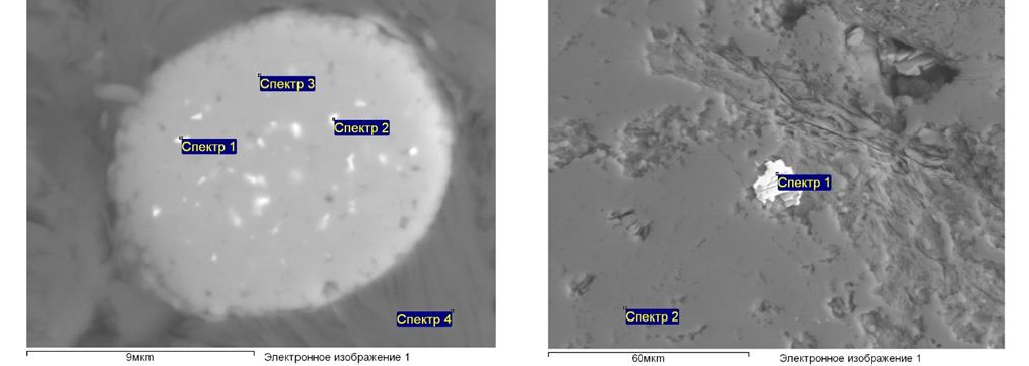 Спектр 3
Спектр 2
Спектр 1
Спектр 4
9мкm
Электронное изображение 1
Спектр 1
Спектр 2
60мкm
Электронное изображение 1